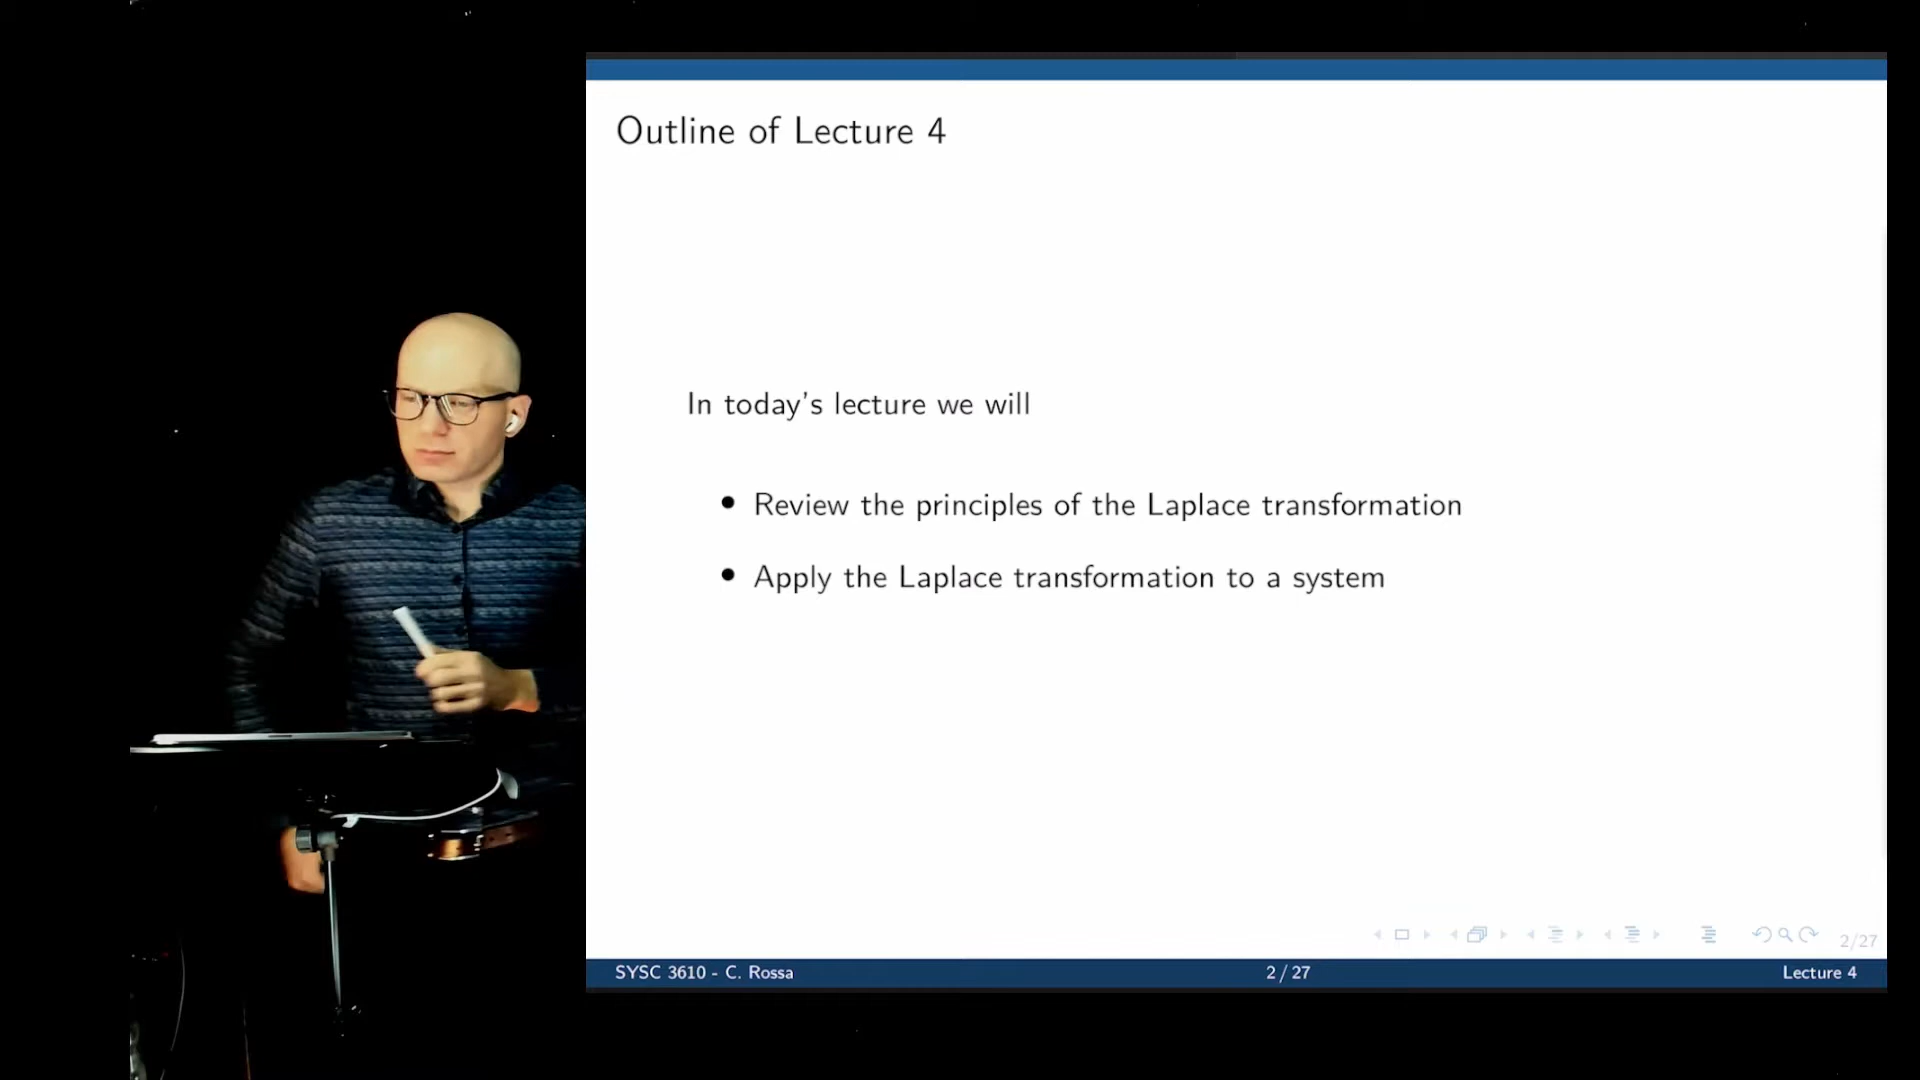 Outline of Lecture 4
In today's lecture we will
• Review the principles of the Laplace transformation
• Apply the Laplace transformation to a system
2/27
SYSC 3610 - C. Rossa
2 / 27
Lecture 4